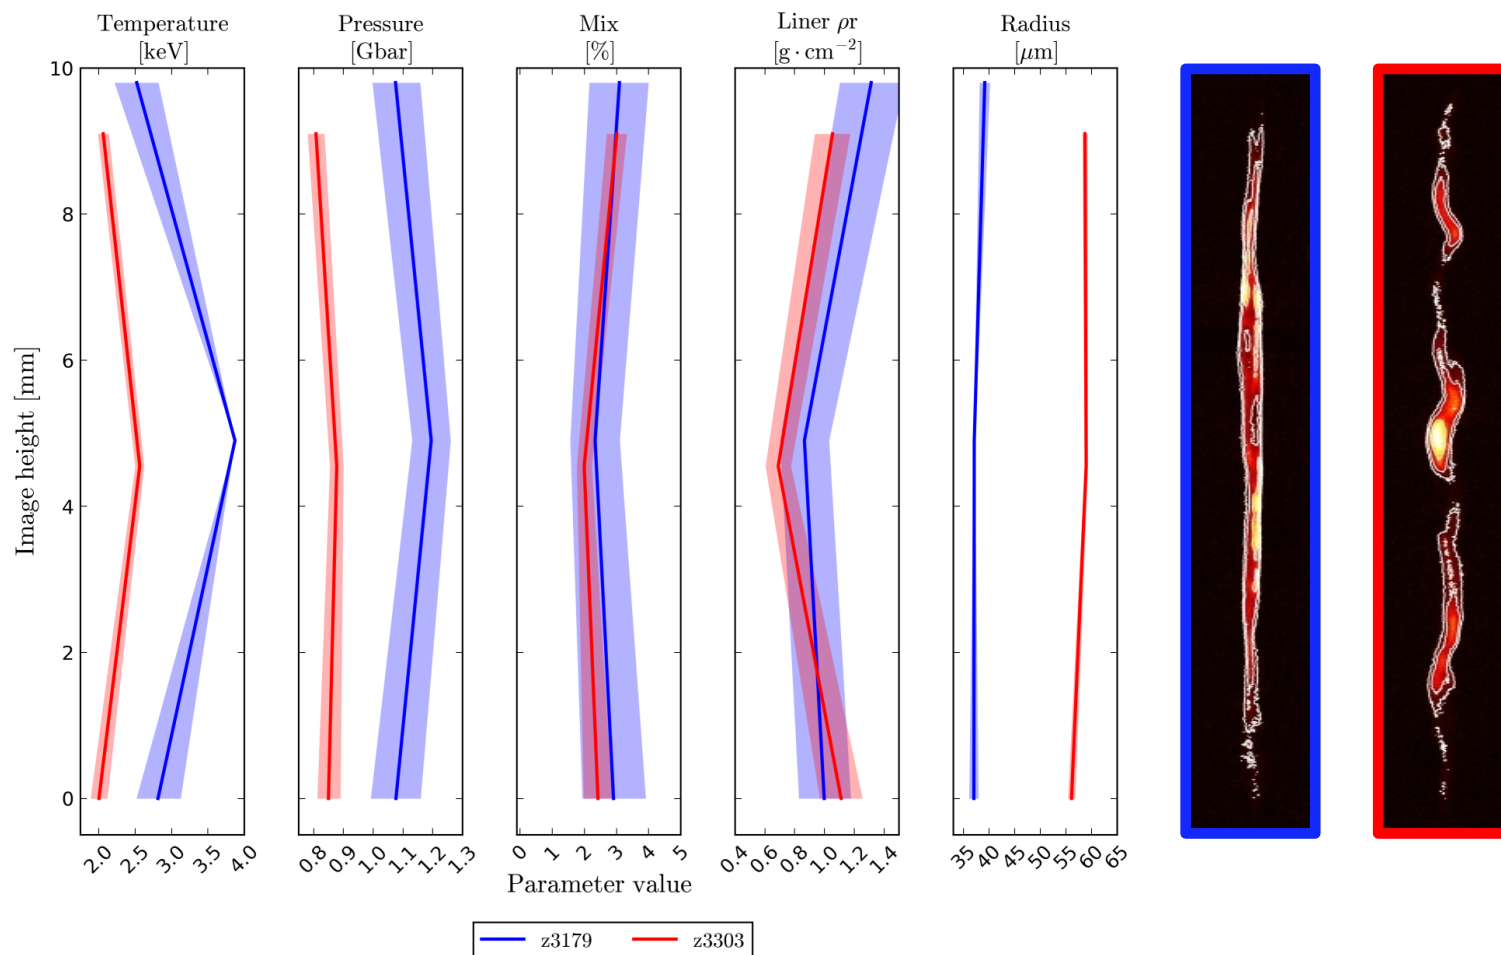 Temperature
[keV]
Pressure
[Gbar]
Mix
[%]
Liner ρr
[g · cm⁻²]
Radius
[μm]
Image height [mm]
10
8
6
4
2
0
2.0 2.5 3.0 3.5 4.0
0.8 0.9 1.0 1.1 1.2 1.3
0 1 2 3 4 5
0.4 0.6 0.8 1.0 1.2 1.4
35 40 45 50 55 60 65
Parameter value
z3179 z3303